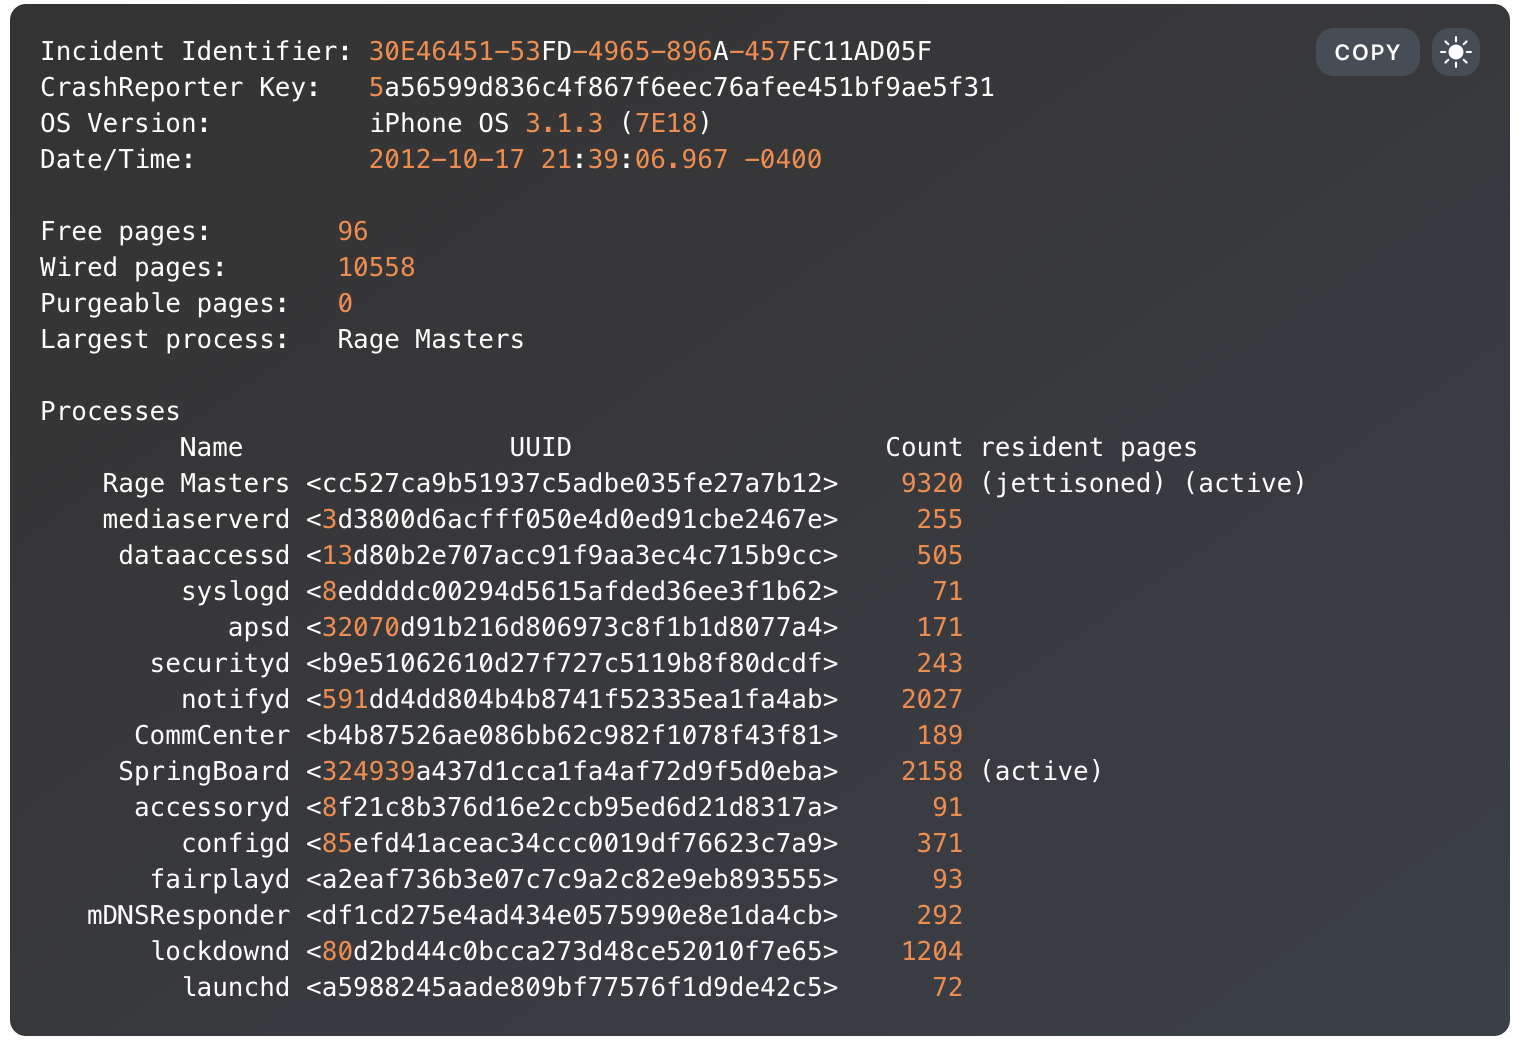 Incident Identifier: 30E46451-53FD-4965-896A-457FC11AD05F
COPY
CrashReporter Key:   5a56599d836c4f867f6eec76afee451bf9ae5f31
OS Version:          iPhone OS 3.1.3 (7E18)
Date/Time:           2012-10-17 21:39:06.967 -0400

Free pages:        96
Wired pages:       10558
Purgeable pages:   0
Largest process:   Rage Masters

Processes
         Name                 UUID                    Count resident pages
    Rage Masters <cc527ca9b51937c5adbe035fe27a7b12>    9320 (jettisoned) (active)
    mediaserverd <3d3800d6acfff050e4d0ed91cbe2467e>     255
     dataaccessd <13d80b2e707acc91f9aa3ec4c715b9cc>     505
         syslogd <8eddddc00294d5615afded36ee3f1b62>      71
            apsd <32070d91b216d806973c8f1b1d8077a4>     171
       securityd <b9e51062610d27f727c5119b8f80dcdf>     243
         notifyd <591dd4dd804b4b8741f52335ea1fa4ab>    2027
      CommCenter <b4b87526ae086bb62c982f1078f43f81>     189
     SpringBoard <324939a437d1cca1fa4af72d9f5d0eba>    2158 (active)
      accessoryd <8f21c8b376d16e2ccb95ed6d21d8317a>      91
         configd <85efd41aceac34ccc0019df76623c7a9>     371
       fairplayd <a2eaf736b3e07c7c9a2c82e9eb893555>      93
   mDNSResponder <df1cd275e4ad434e0575990e8e1da4cb>     292
       lockdownd <80d2bd44c0bcca273d48ce52010f7e65>    1204
         launchd <a5988245aade809bf77576f1d9de42c5>      72